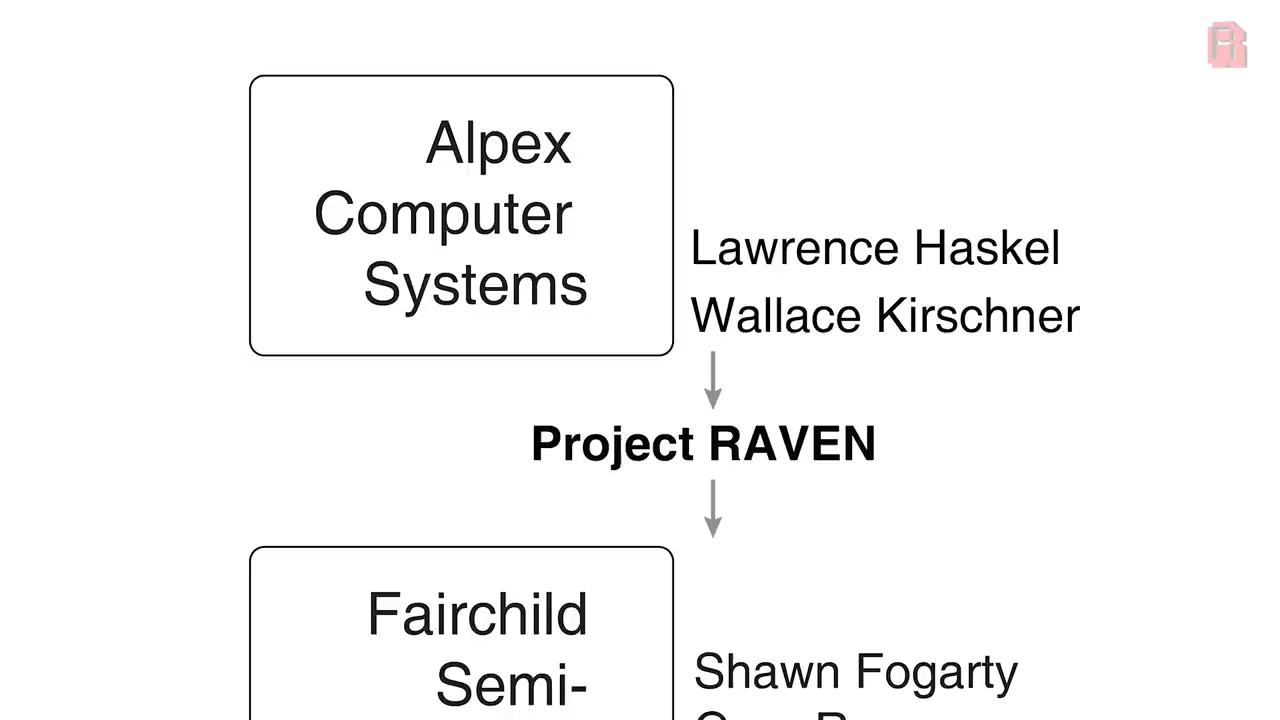 Alpex
Computer
Systems
Lawrence Haskel
Wallace Kirschner
Project RAVEN
Fairchild
Semi-
Shawn Fogarty